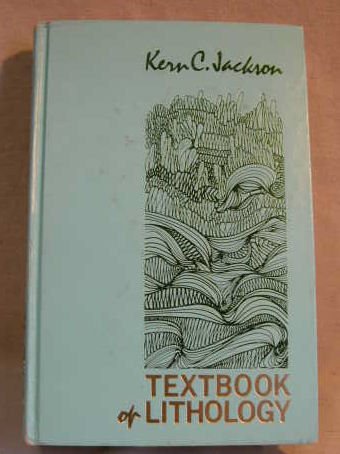 Kern C. Jackson
TEXTBOOK
of LITHOLOGY